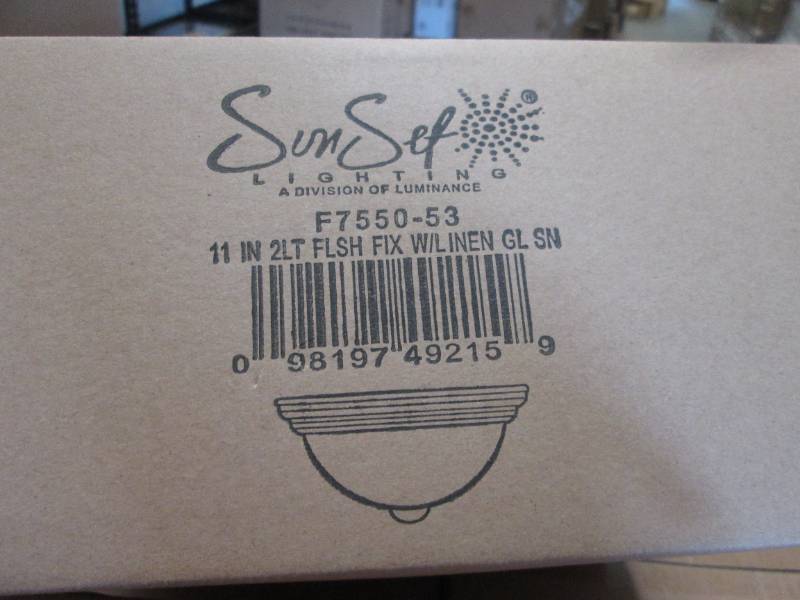 SunSet ®
LIGHTING
A DIVISION OF LUMINANCE
F7550-53
11 IN 2LT FLSH FIX W/LINEN GL SN
0 98197 49215 9